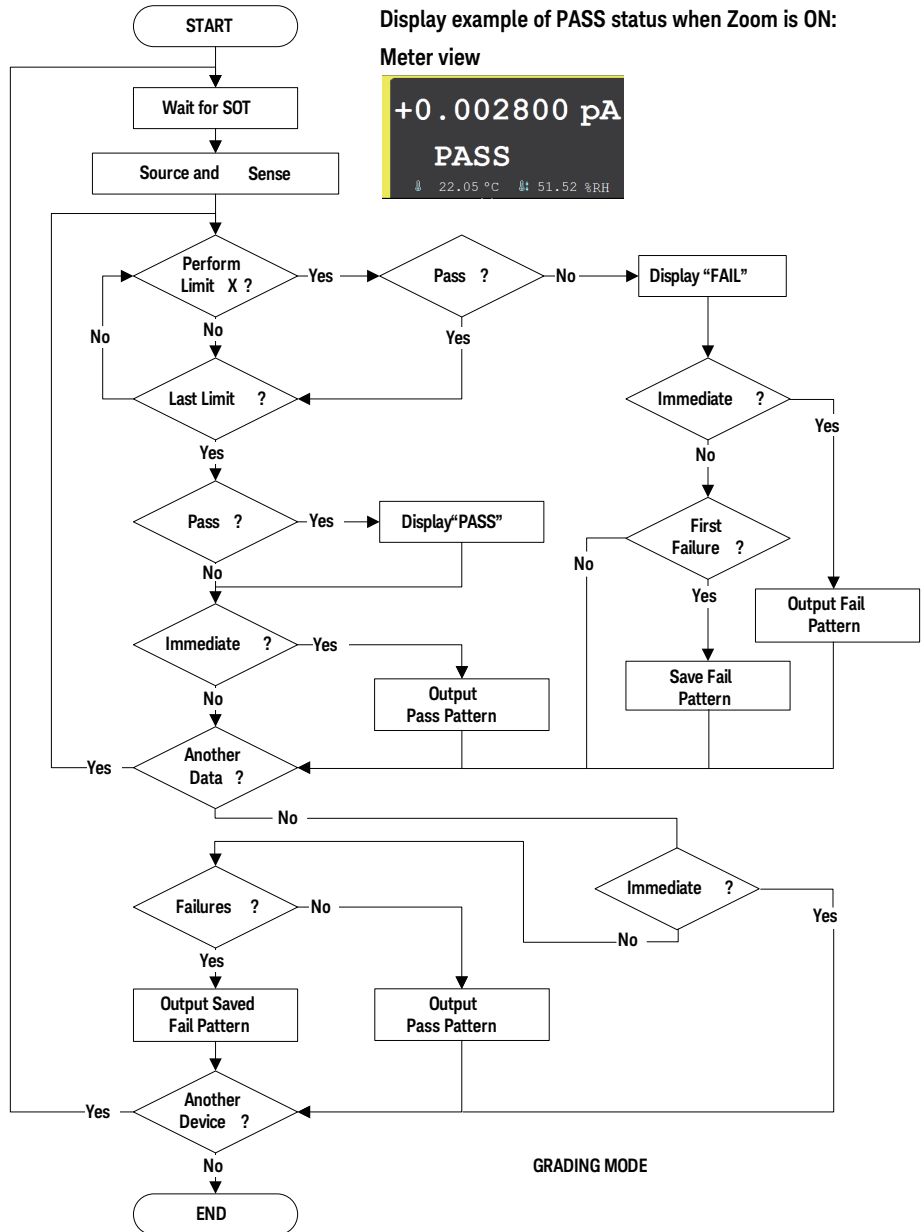 START
Display example of PASS status when Zoom is ON:
Meter view
+0.002800 pA
PASS
22.05 °C 51.52 %RH
Wait for SOT
Source and Sense
Perform
Limit X ?
Yes
Pass ?
No
Display “FAIL”
No
No
Yes
Last Limit ?
Immediate ?
Yes
Yes
No
Pass ?
Yes
Display“PASS”
First
Failure ?
No
No
Yes
Output Fail
Pattern
Immediate ?
Yes
Save Fail
Pattern
No
Output
Pass Pattern
Another
Data ?
Yes
No
Immediate ?
Failures ?
No
Yes
No
Yes
Output Saved
Fail Pattern
Output
Pass Pattern
Another
Device ?
Yes
No
GRADING MODE
END